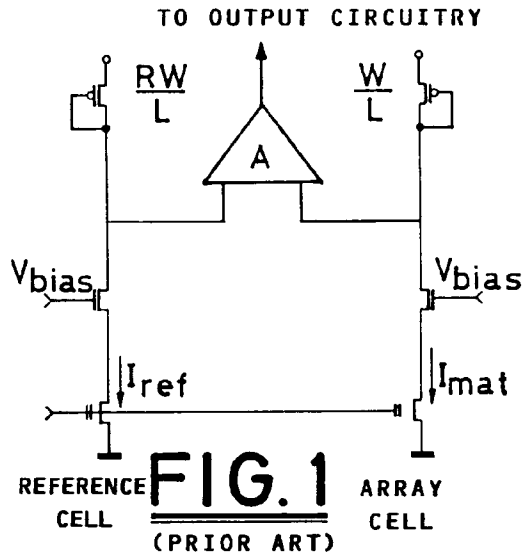 TO OUTPUT CIRCUITRY
RW
L
W
L
A
Vbias
Vbias
Iref
Imat
REFERENCE
CELL
FIG.1
(PRIOR ART)
ARRAY
CELL